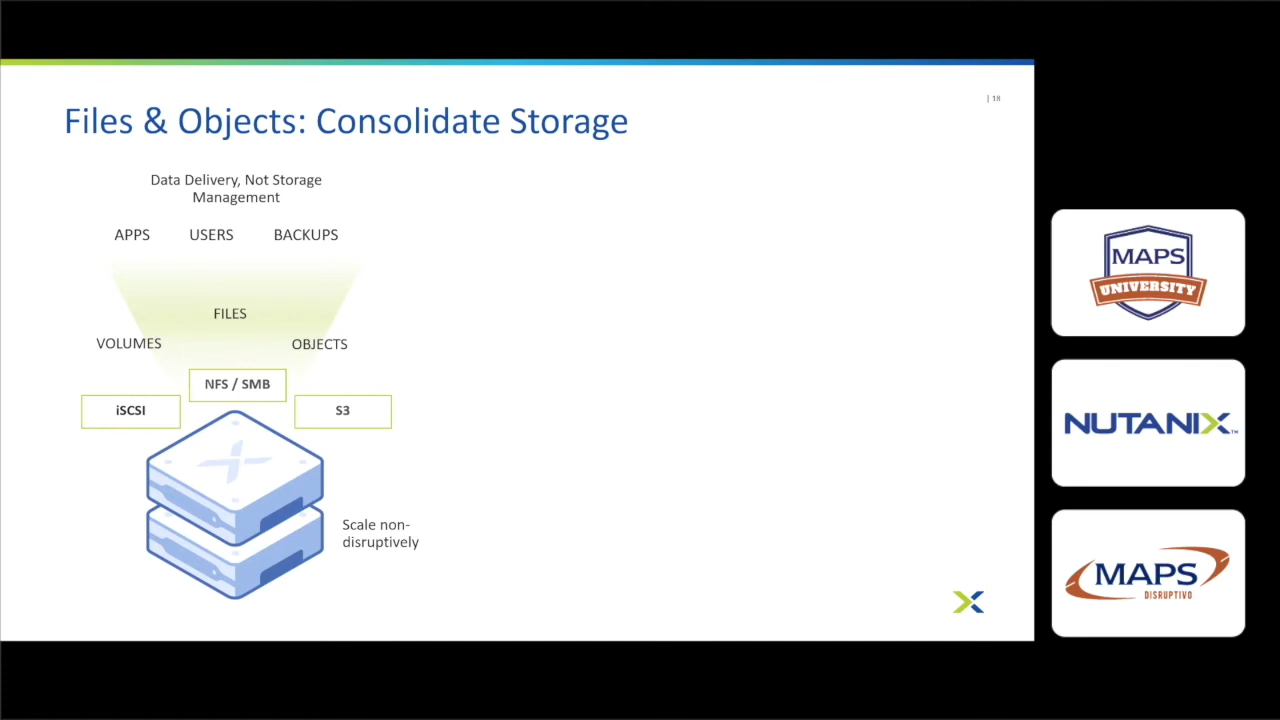 | 18
Files & Objects: Consolidate Storage
Data Delivery, Not Storage
Management
APPS USERS BACKUPS
FILES
VOLUMES OBJECTS
NFS / SMB
iSCSI S3
Scale non-
disruptively
MAPS
UNIVERSITY
NUTANIX™
MAPS
DISRUPTIVO